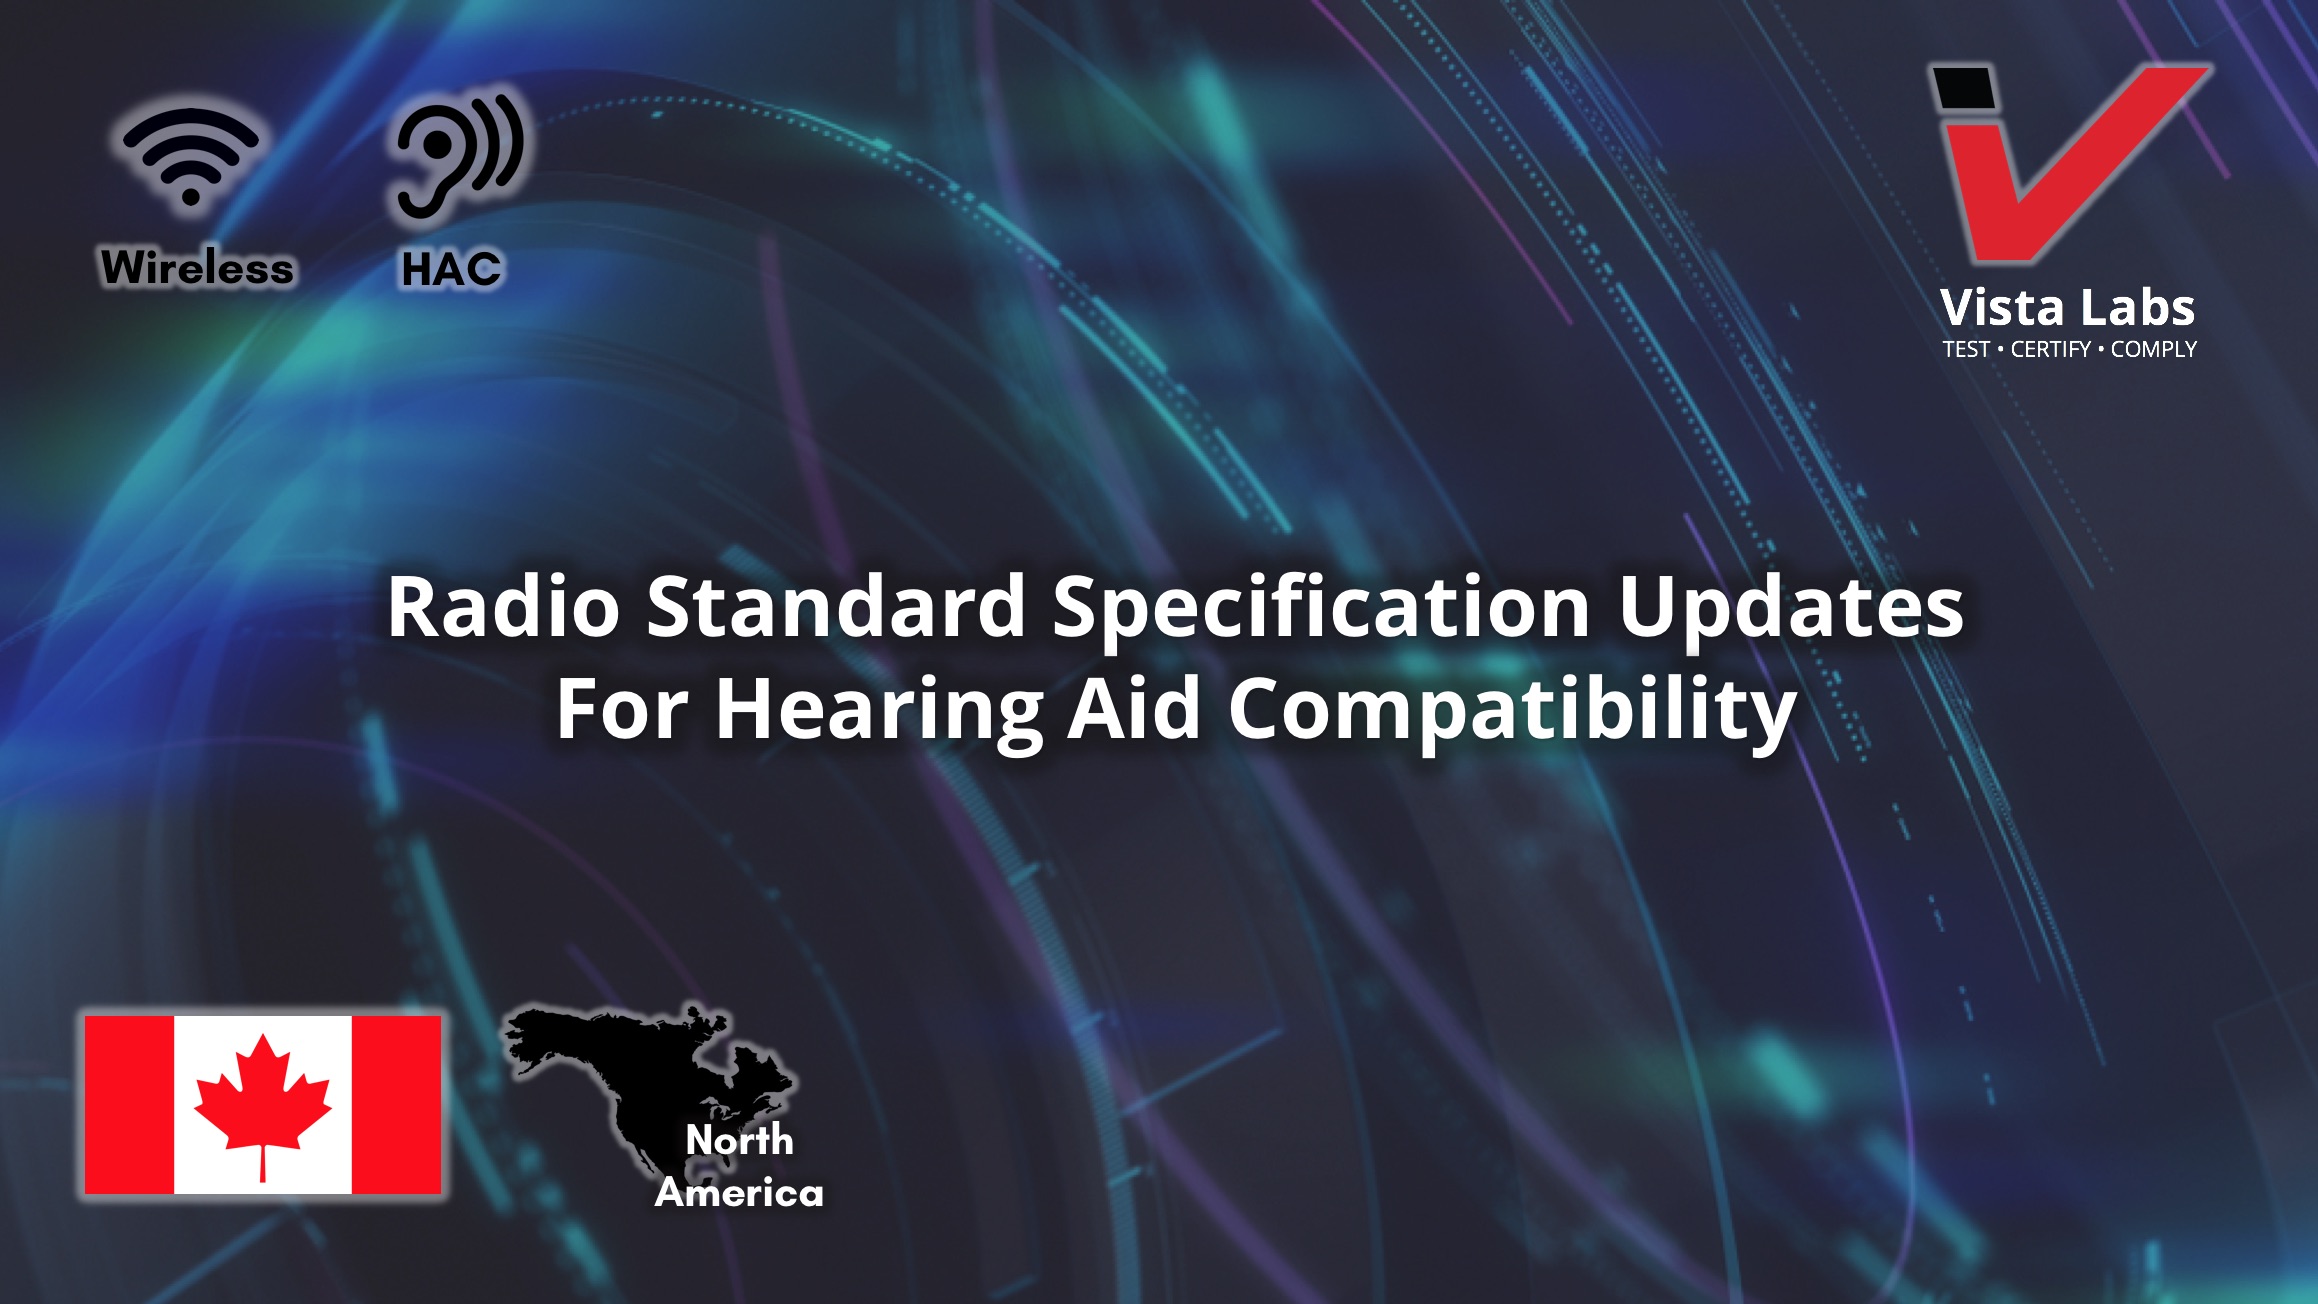 Wireless
HAC
Vista Labs
TEST • CERTIFY • COMPLY
Radio Standard Specification Updates
For Hearing Aid Compatibility
North
America